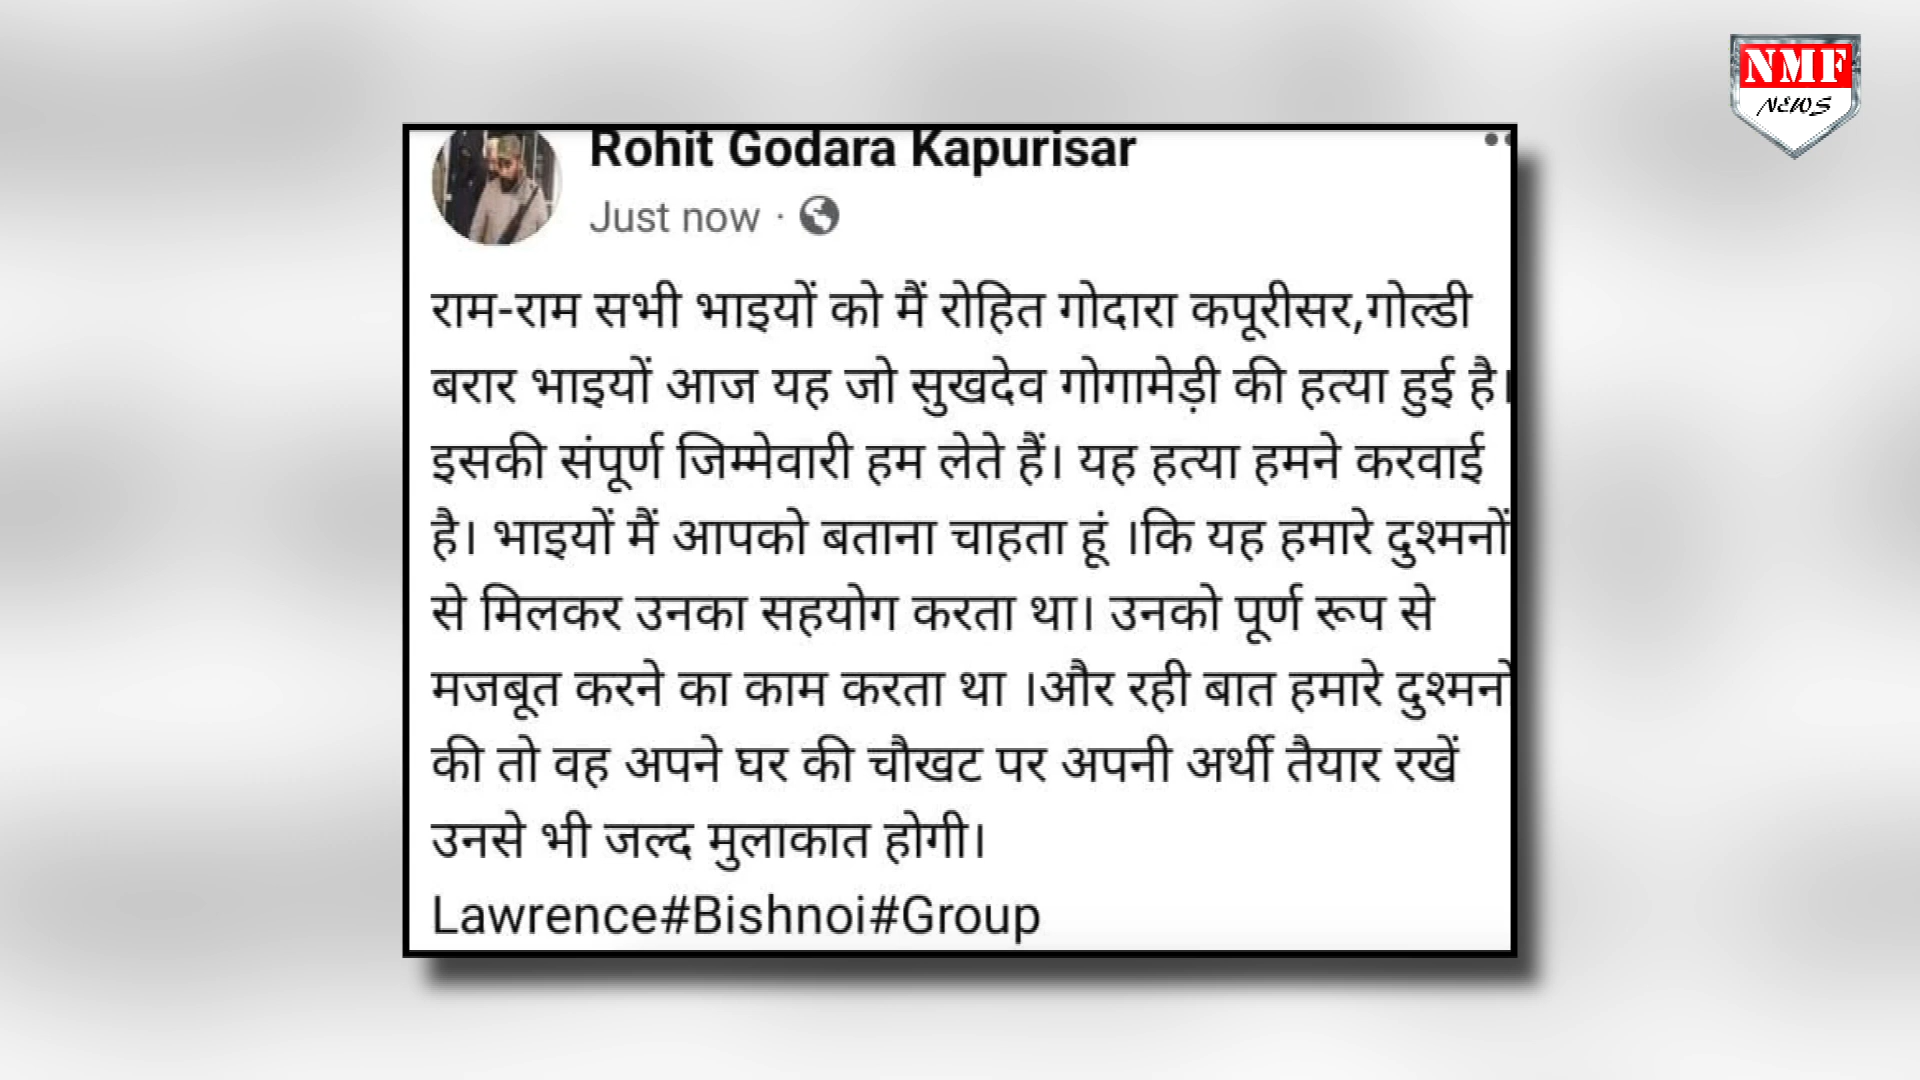 NMF
NEWS
Rohit Godara Kapurisar
Just now ·
राम-राम सभी भाइयों को मैं रोहित गोदारा कपूरीसर,गोल्डी
बरार भाइयों आज यह जो सुखदेव गोगामेड़ी की हत्या हुई है।
इसकी संपूर्ण जिम्मेवारी हम लेते हैं। यह हत्या हमने करवाई
है। भाइयों मैं आपको बताना चाहता हूं ।कि यह हमारे दुश्मनों
से मिलकर उनका सहयोग करता था। उनको पूर्ण रूप से
मजबूत करने का काम करता था ।और रही बात हमारे दुश्मनों
की तो वह अपने घर की चौखट पर अपनी अर्थी तैयार रखें
उनसे भी जल्द मुलाकात होगी।
Lawrence#Bishnoi#Group